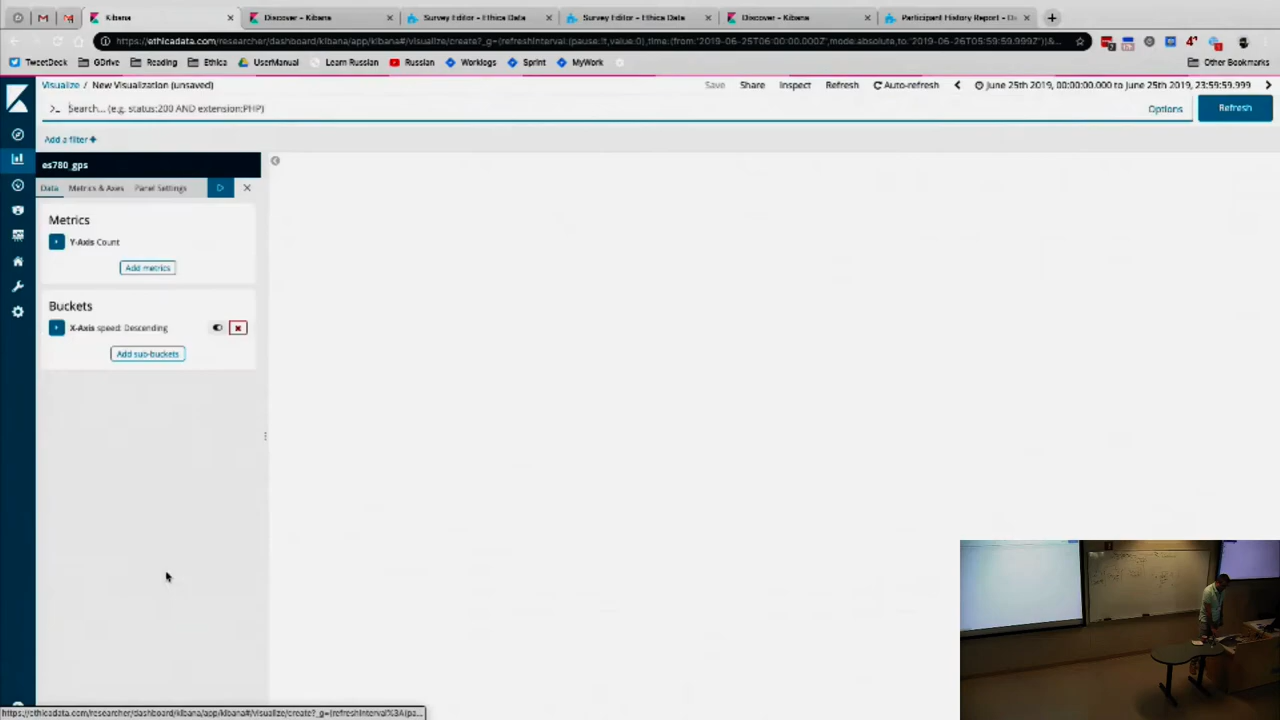 Kibana
Discover - Kibana
Survey Editor - Ethica Data
Survey Editor - Ethica Data
Discover - Kibana
Participant History Report - Da
https://ethicadata.com/researcher/dashboard/kibana/app/kibana#/visualize/create?_g=(refreshInterval:(pause:!t,value:0),time:(from:'2019-06-25T06:00:00.000Z',mode:absolute,to:'2019-06-26T05:59:59.999Z'))&...
TweetDeck GDrive Reading Ethica UserManual Learn Russian Russian Worklogs Sprint MyWork Other Bookmarks
Visualize / New Visualization (unsaved)
Save Share Inspect Refresh Auto-refresh June 25th 2019, 00:00:00.000 to June 25th 2019, 23:59:59.999
>_ Search... (e.g. status:200 AND extension:PHP)
Options Refresh
Add a filter +
es780_gps
Data Metrics & Axes Panel Settings
Metrics
Y-Axis Count
Add metrics
Buckets
X-Axis speed: Descending
Add sub-buckets
https://ethicadata.com/researcher/dashboard/kibana/app/kibana#/visualize/create?_g=(refreshInterval%3A(pa...